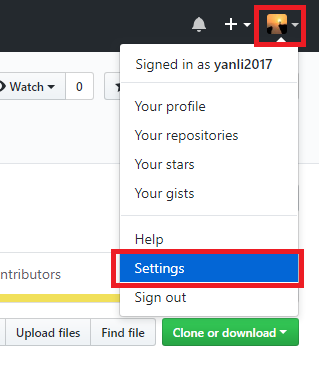 Signed in as yanli2017
Watch
0
Your profile
Your repositories
Your stars
Your gists
Help
ntributors
Settings
Sign out
Upload files
Find file
Clone or download